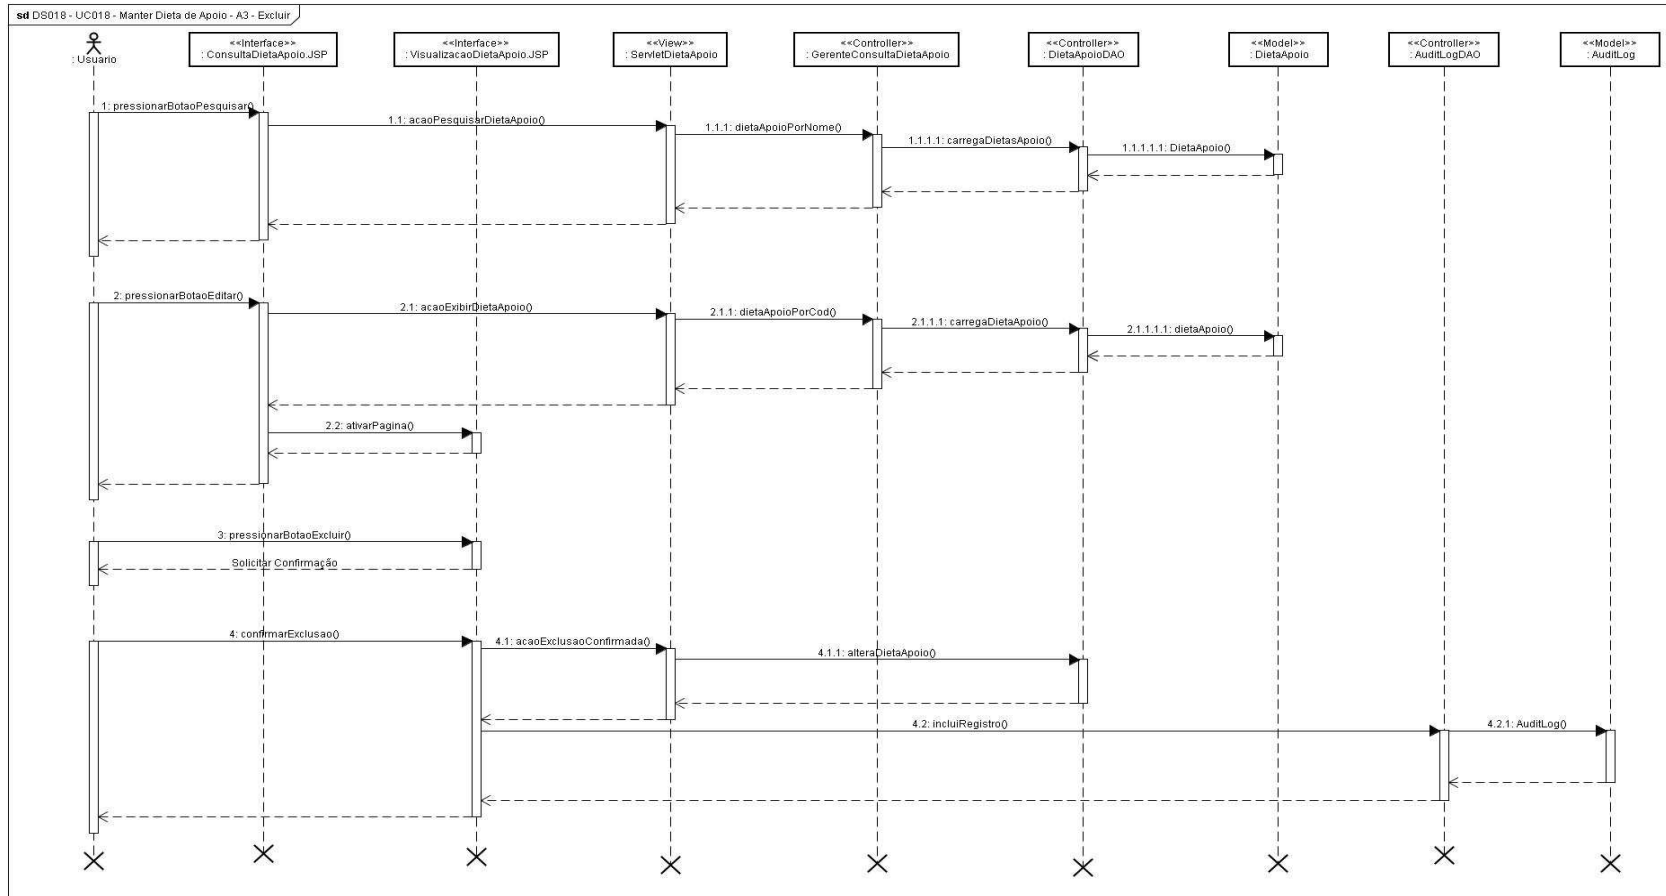 sd DS018 - UC018 - Manter Dieta de Apoio - A3 - Excluir
: Usuario
<<Interface>>
: ConsultaDietaApoio.JSP
<<Interface>>
: VisualizacaoDietaApoio.JSP
<<View>>
: ServletDietaApoio
<<Controller>>
: GerenteConsultaDietaApoio
<<Controller>>
: DietaApoioDAO
<<Model>>
: DietaApoio
<<Controller>>
: AuditLogDAO
<<Model>>
: AuditLog
1: pressionarBotaoPesquisar()
1.1: acaoPesquisarDietaApoio()
1.1.1: dietaApoioPorNome()
1.1.1.1: carregaDietasApoio()
1.1.1.1.1: DietaApoio()
2: pressionarBotaoEditar()
2.1: acaoExibirDietaApoio()
2.1.1: dietaApoioPorCod()
2.1.1.1: carregaDietaApoio()
2.1.1.1.1: dietaApoio()
2.2: ativarPagina()
3: pressionarBotaoExcluir()
Solicitar Confirmação
4: confirmarExclusao()
4.1: acaoExclusaoConfirmada()
4.1.1: alteraDietaApoio()
4.2: incluiRegistro()
4.2.1: AuditLog()